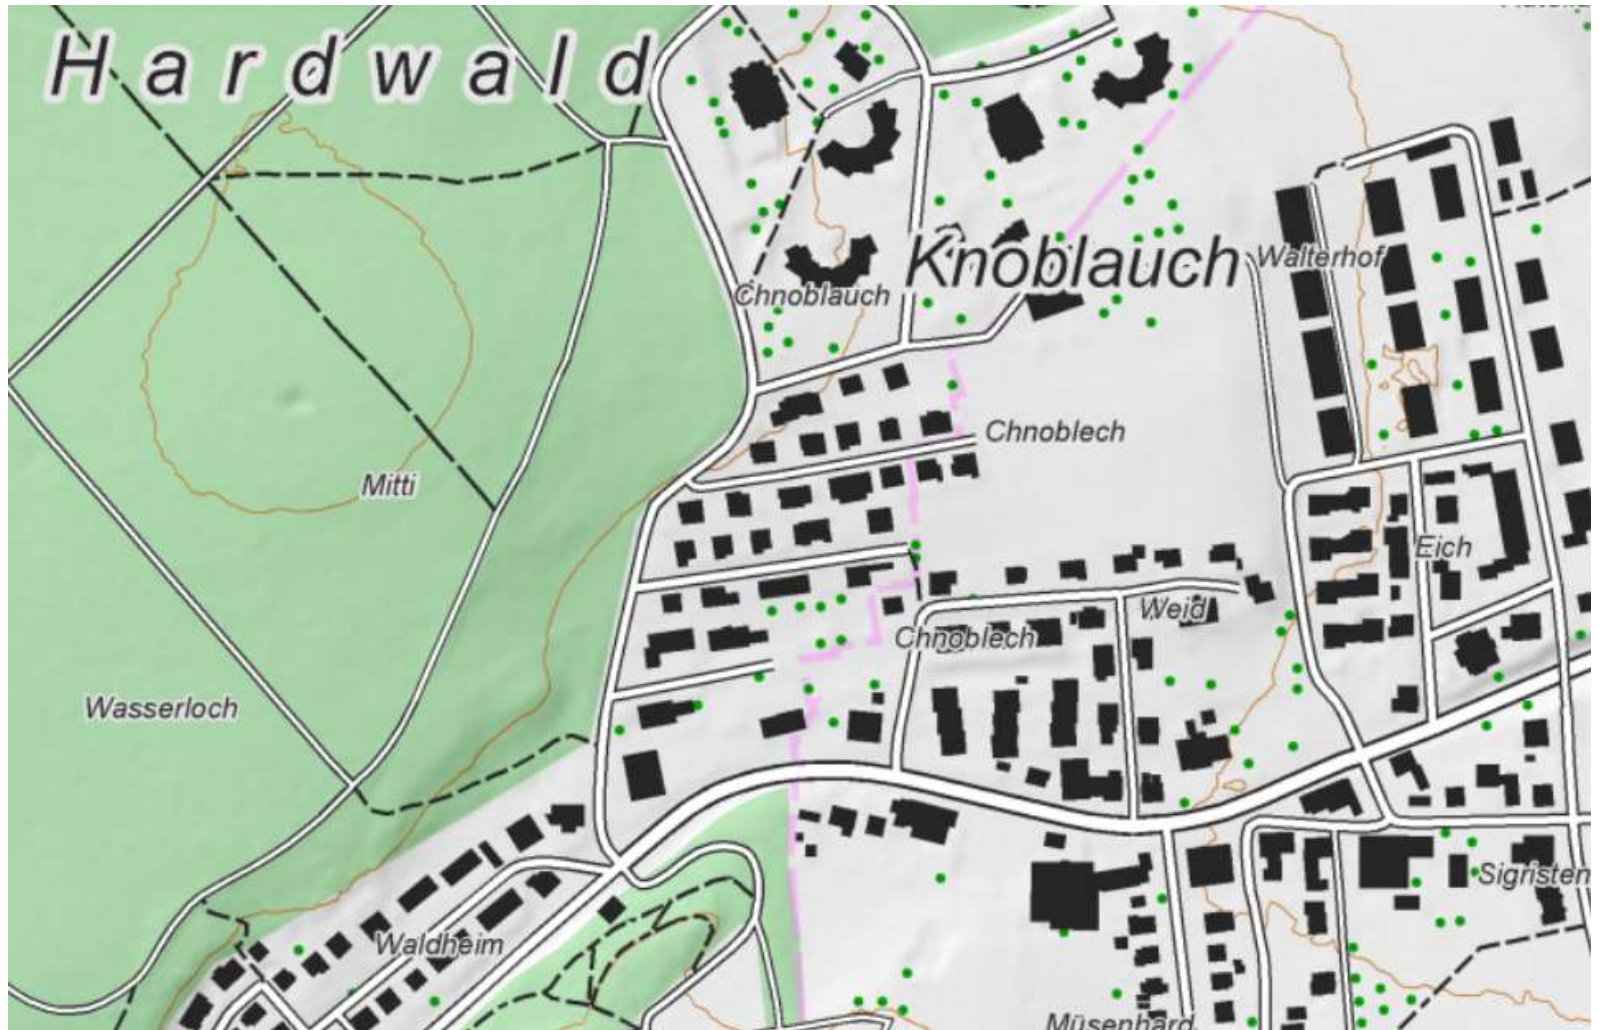 Hardwald
Knoblauch
Walterhof
Chnoblauch
Chnoblech
Mitti
Eich
Weid
Chnoblech
Wasserloch
Sigristen
Waldheim
Müsenhard